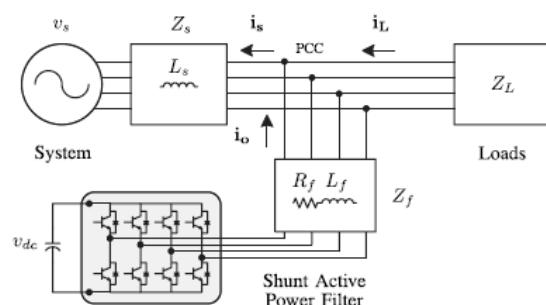 v_s
Z_s
i_s
PCC
i_L
L_s
Z_L
i_o
System
Loads
R_f
L_f
Z_f
v_dc
Shunt Active
Power Filter